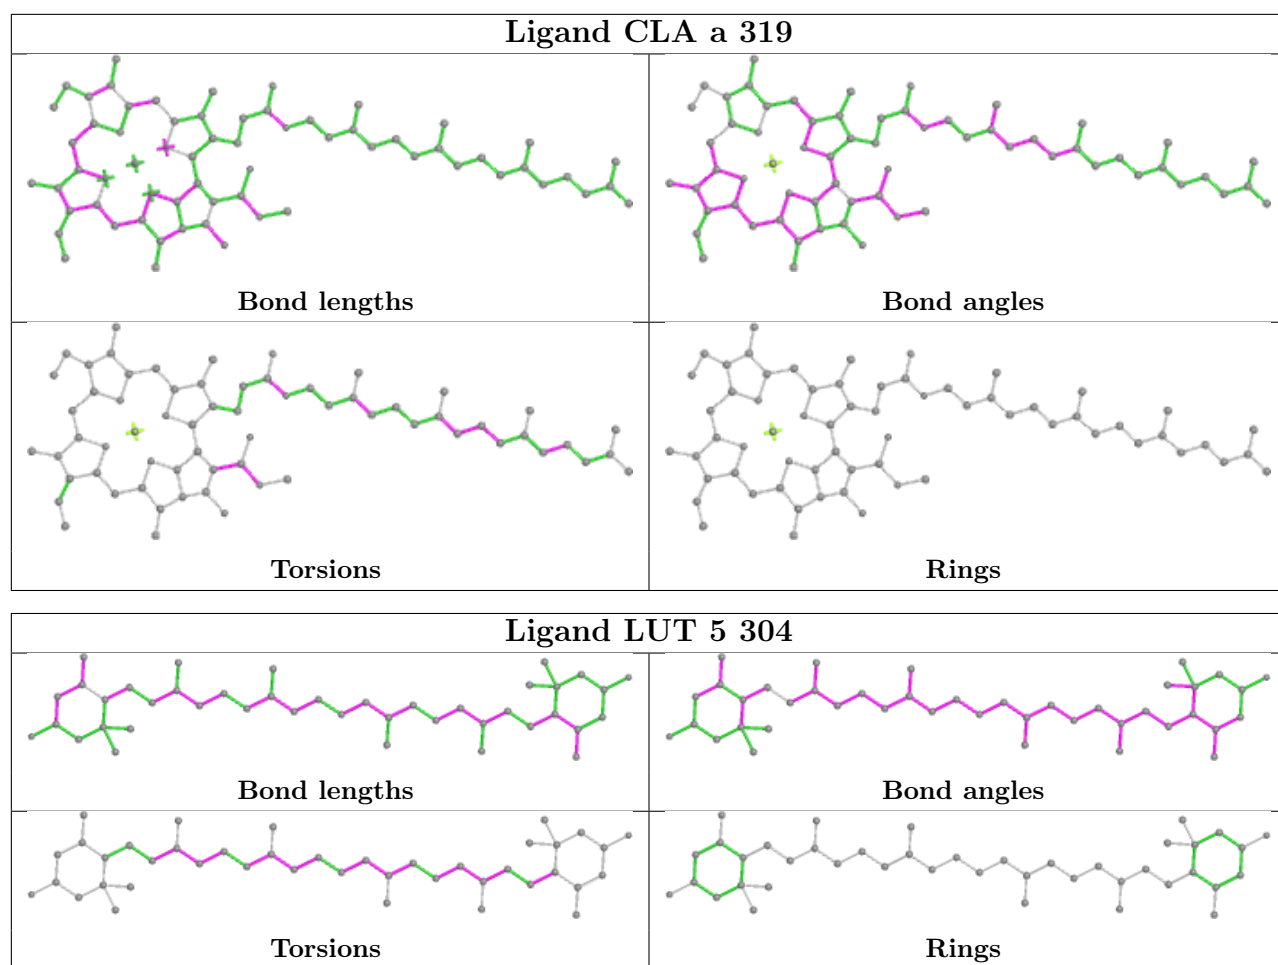 Ligand CLA a 319
Bond lengths
Bond angles
Torsions
Rings
Ligand LUT 5 304
Bond lengths
Bond angles
Torsions
Rings